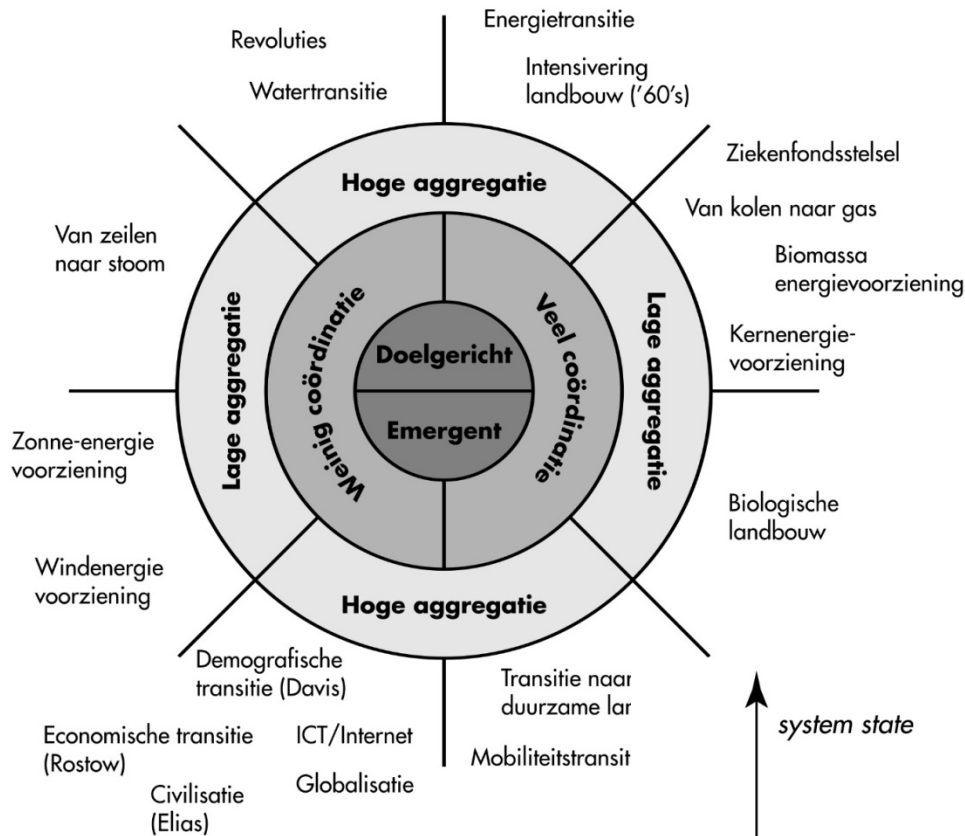 Energietransitie
Revoluties
Intensivering
landbouw ('60's)
Watertransitie
Ziekenfondsstelsel
Hoge aggregatie
Van kolen naar gas
Van zeilen
naar stoom
Biomassa
energievoorziening
Lage aggregatie
Weinig coördinatie
Veel coördinatie
Lage aggregatie
Doelgericht
Kernenergie-
voorziening
Emergent
Zonne-energie
voorziening
Biologische
landbouw
Windenergie
voorziening
Hoge aggregatie
Demografische
transitie (Davis)
Transitie naar
duurzame
system state
Economische transitie
(Rostow)
ICT/Internet
Mobiliteitstransit
Globalisatie
Civilisatie
(Elias)